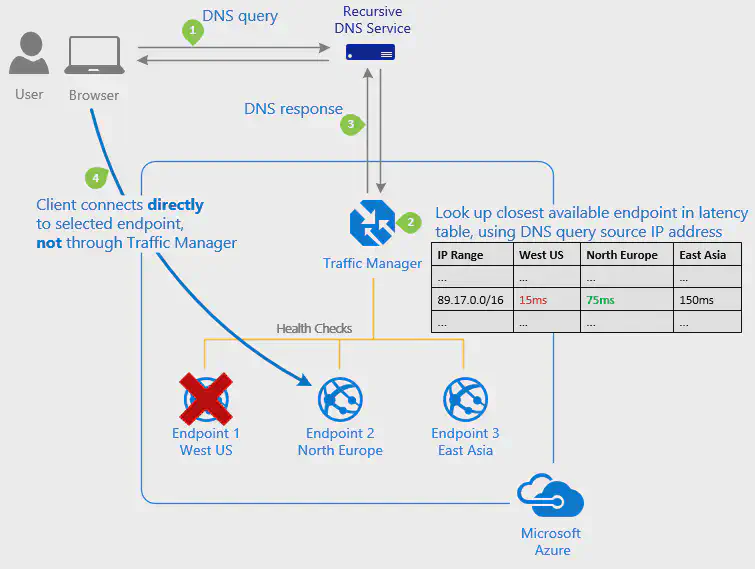 1
DNS query
Recursive
DNS Service
User
Browser
DNS response
3
4
Client connects directly
to selected endpoint,
not through Traffic Manager
2
Look up closest available endpoint in latency
table, using DNS query source IP address
Traffic Manager
IP Range West US North Europe East Asia
... ... ... ...
89.17.0.0/16 15ms 75ms 150ms
... ... ... ...
Health Checks
Endpoint 1
West US
Endpoint 2
North Europe
Endpoint 3
East Asia
Microsoft
Azure